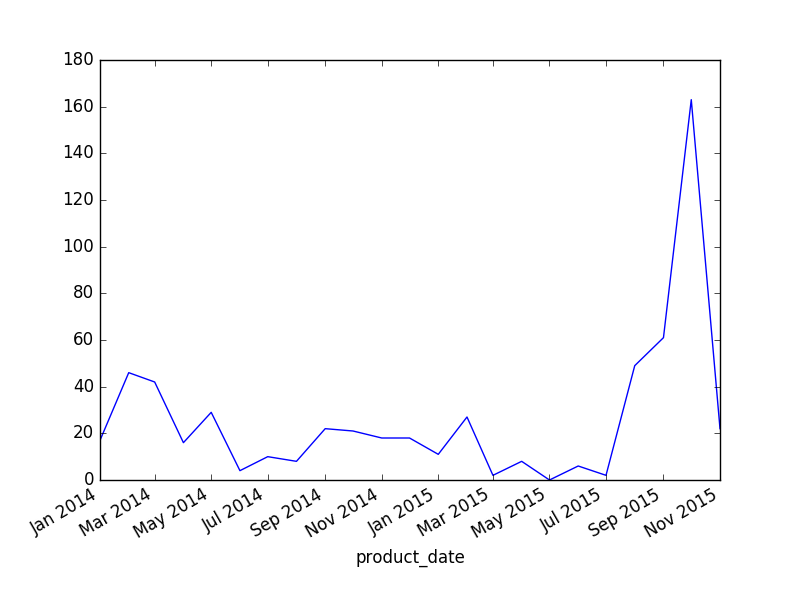 180
160
140
120
100
80
60
40
20
0
Jan 2014
Mar 2014
May 2014
Jul 2014
Sep 2014
Nov 2014
Jan 2015
Mar 2015
May 2015
Jul 2015
Sep 2015
Nov 2015
product_date